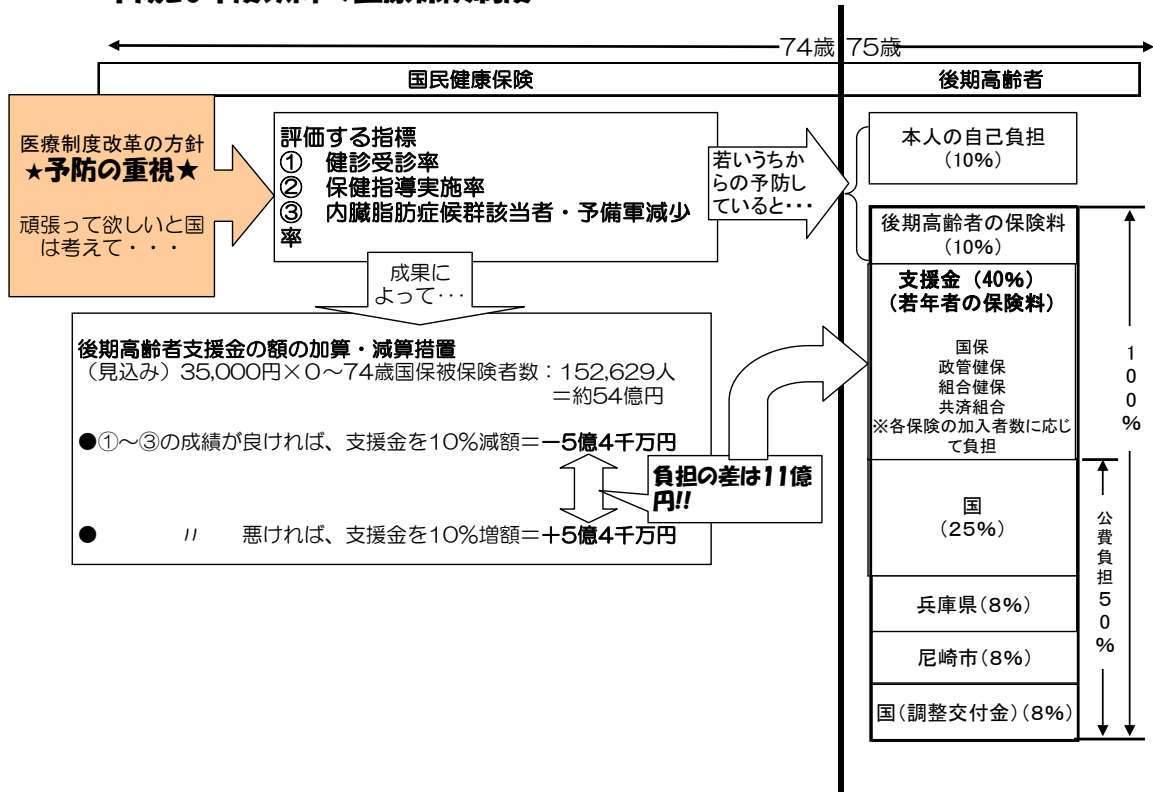 74歳
75歳
国民健康保険
後期高齢者
医療制度改革の方針
★予防の重視★
頑張って欲しいと国
は考えて・・・
評価する指標
① 健診受診率
② 保健指導実施率
③ 内臓脂肪症候群該当者・予備軍減少
率
若いうちか
らの予防し
ていると・・・
成果に
よって・・・
後期高齢者支援金の額の加算・減算措置
（見込み）35,000円×0～74歳国保被保険者数：152,629人
＝約54億円
●①～③の成績が良ければ、支援金を10%減額＝－5億4千万円
負担の差は11億
円!!
● 〃 悪ければ、支援金を10%増額＝＋5億4千万円
本人の自己負担
（10%）
後期高齢者の保険料
（10%）
支援金（40%）
（若年者の保険料）
国保
政管健保
組合健保
共済組合
※各保険の加入者数に応じ
て負担
国
（25%）
兵庫県（8%）
尼崎市（8%）
国（調整交付金）（8%）
公費負担50%
100%